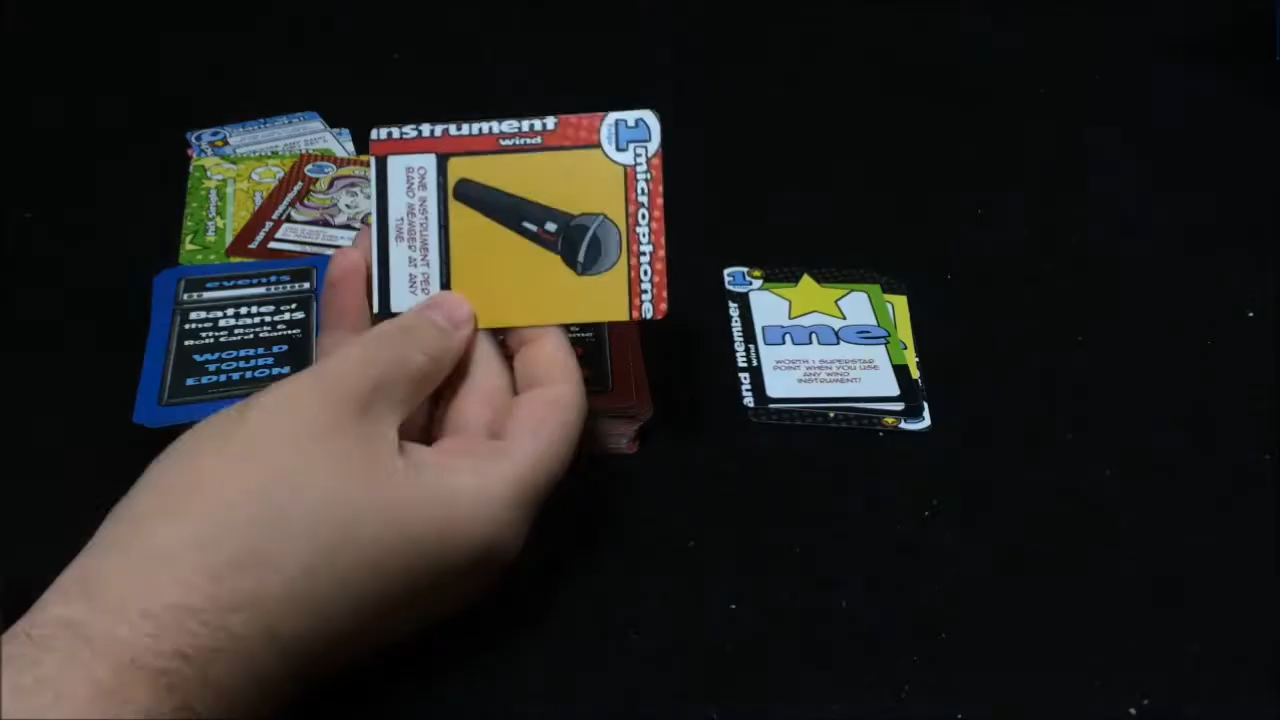 instrument
wind
1
microphone
ONE INSTRUMENT PER
BAND MEMBER AT ANY
TIME.
events
Battle of
the Bands
The Rock &
Roll Card Game
WORLD
TOUR
EDITION
1
and member
wind
me
WORTH 1 SUPERSTAR
POINT WHEN YOU USE
ANY WIND
INSTRUMENT!